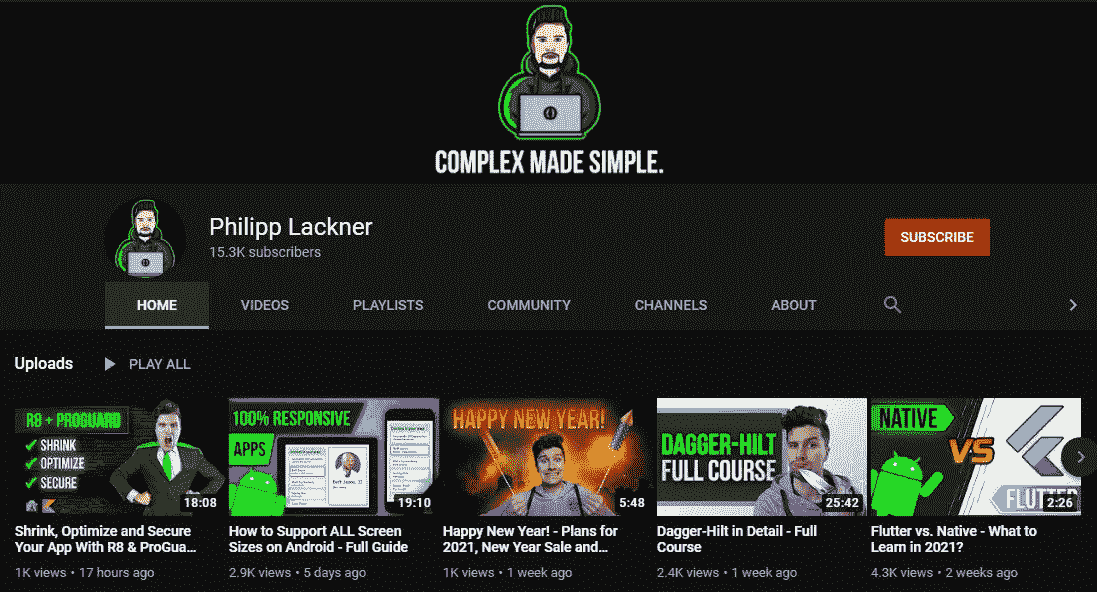 COMPLEX MADE SIMPLE.
Philipp Lackner
15.3K subscribers
SUBSCRIBE
HOME VIDEOS PLAYLISTS COMMUNITY CHANNELS ABOUT
Uploads PLAY ALL
R8 + PROGUARD
SHRINK
OPTIMIZE
SECURE
18:08
Shrink, Optimize and Secure
Your App With R8 & ProGua...
1K views • 17 hours ago
100% RESPONSIVE
APPS
19:10
How to Support ALL Screen
Sizes on Android - Full Guide
2.9K views • 5 days ago
HAPPY NEW YEAR!
5:48
Happy New Year! - Plans for
2021, New Year Sale and...
1K views • 1 week ago
DAGGER-HILT
FULL COURSE
25:42
Dagger-Hilt in Detail - Full
Course
2.4K views • 1 week ago
NATIVE
VS
FLUTTER
2:26
Flutter vs. Native - What to
Learn in 2021?
4.3K views • 2 weeks ago